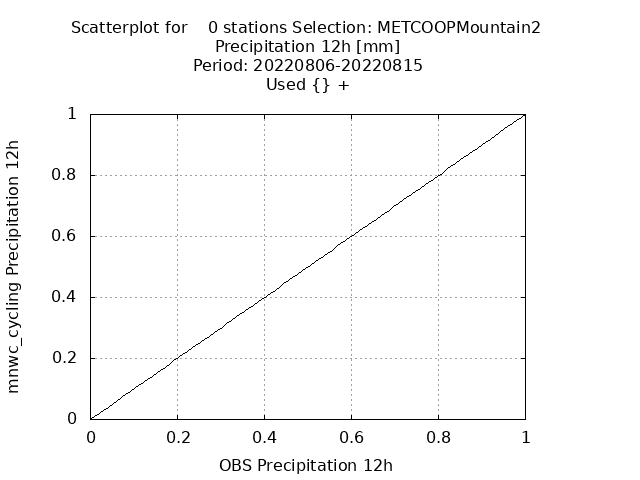 Scatterplot for    0 stations Selection: METCOOPMountain2
Precipitation 12h [mm]
Period: 20220806-20220815
Used {} +
mnwc_cycling Precipitation 12h
1
0.8
0.6
0.4
0.2
0
0 0.2 0.4 0.6 0.8 1
OBS Precipitation 12h